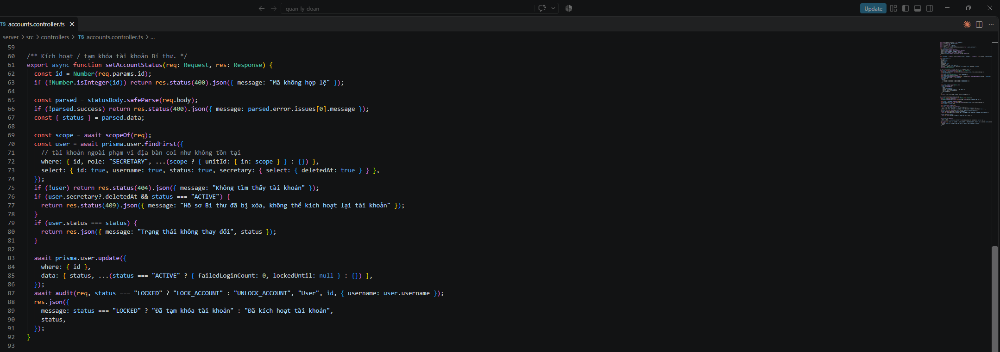 quan-ly-doan
Update
TS accounts.controller.ts
server > src > controllers > TS accounts.controller.ts > ...
59
60 /** Kích hoạt / tạm khóa tài khoản Bí thư. */
61 export async function setAccountStatus(req: Request, res: Response) {
62 const id = Number(req.params.id);
63 if (!Number.isInteger(id)) return res.status(400).json({ message: "Mã không hợp lệ" });
64
65 const parsed = statusBody.safeParse(req.body);
66 if (!parsed.success) return res.status(400).json({ message: parsed.error.issues[0].message });
67 const { status } = parsed.data;
68
69 const scope = await scopeOf(req);
70 const user = await prisma.user.findFirst({
71 // tài khoản ngoài phạm vi địa bàn coi như không tồn tại
72 where: { id, role: "SECRETARY", ...(scope ? { unitId: { in: scope } } : {}) },
73 select: { id: true, username: true, status: true, secretary: { select: { deletedAt: true } } },
74 });
75 if (!user) return res.status(404).json({ message: "Không tìm thấy tài khoản" });
76 if (user.secretary?.deletedAt && status === "ACTIVE") {
77 return res.status(409).json({ message: "Hồ sơ Bí thư đã bị xóa, không thể kích hoạt lại tài khoản" });
78 }
79 if (user.status === status) {
80 return res.json({ message: "Trạng thái không thay đổi", status });
81 }
82
83 await prisma.user.update({
84 where: { id },
85 data: { status, ...(status === "ACTIVE" ? { failedLoginCount: 0, lockedUntil: null } : {}) },
86 });
87 await audit(req, status === "LOCKED" ? "LOCK_ACCOUNT" : "UNLOCK_ACCOUNT", "User", id, { username: user.username });
88 res.json({
89 message: status === "LOCKED" ? "Đã tạm khóa tài khoản" : "Đã kích hoạt tài khoản",
90 status,
91 });
92 }
93